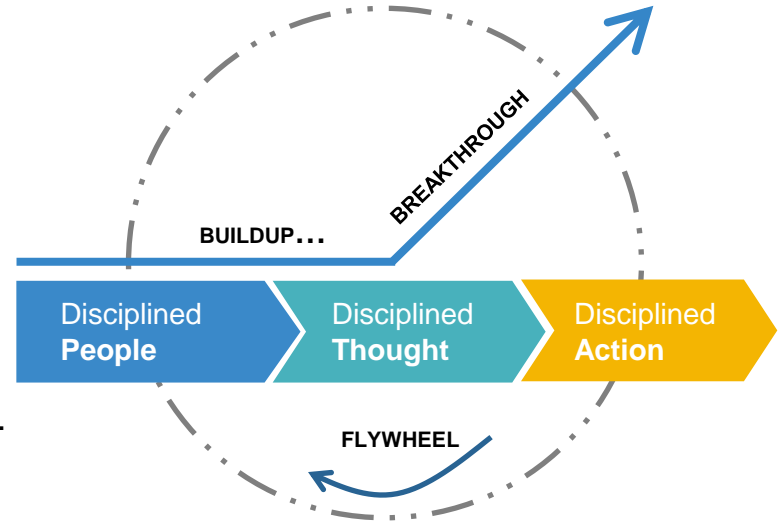 BREAKTHROUGH
BUILDUP...
Disciplined
People
Disciplined
Thought
Disciplined
Action
.
FLYWHEEL